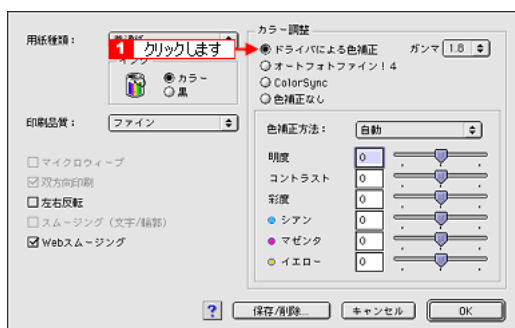 用紙種類：
1 クリックします
インク
カラー
黒
印刷品質：
ファイン
マイクロウィーブ
双方向印刷
左右反転
スムージング（文字/輪郭）
Webスムージング
カラー調整
ドライバによる色補正
ガンマ 1.8
オートフォトファイン！4
ColorSync
色補正なし
色補正方法：
自動
明度 0
コントラスト 0
彩度 0
シアン 0
マゼンタ 0
イエロー 0
?
保存/削除...
キャンセル
OK